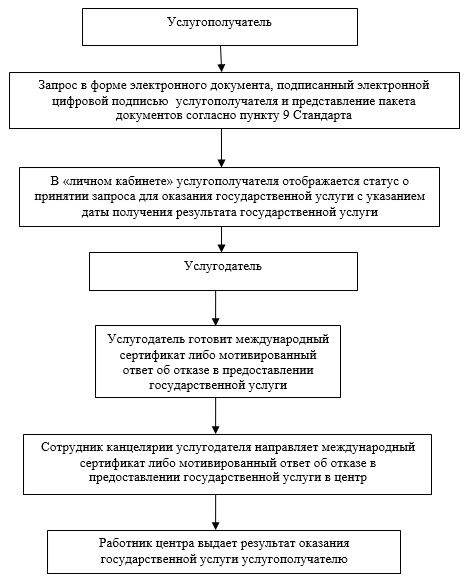 Услугополучатель
Запрос в форме электронного документа, подписанный электронной
цифровой подписью услугополучателя и представление пакета
документов согласно пункту 9 Стандарта
В «личном кабинете» услугополучателя отображается статус о
принятии запроса для оказания государственной услуги с указанием
даты получения результата государственной услуги
Услугодатель
Услугодатель готовит международный
сертификат либо мотивированный
ответ об отказе в предоставлении
государственной услуги
Сотрудник канцелярии услугодателя направляет международный
сертификат либо мотивированный ответ об отказе в
предоставлении государственной услуги в центр
Работник центра выдает результат оказания
государственной услуги услугополучателю